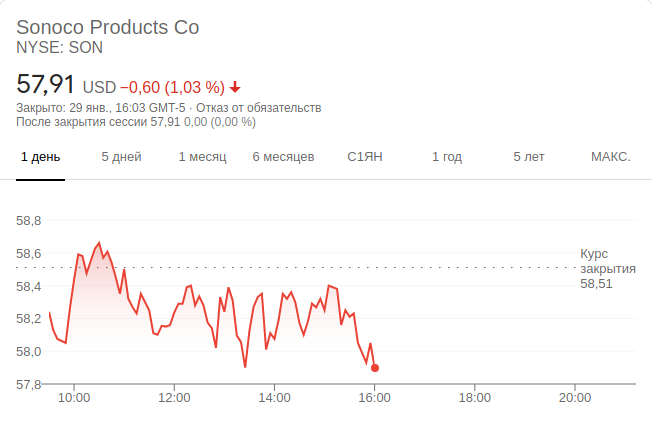 Sonoco Products Co
NYSE: SON
57,91 USD −0,60 (1,03 %)
Закрыто: 29 янв., 16:03 GMT-5 · Отказ от обязательств
После закрытия сессии 57,91 0,00 (0,00 %)
1 день 5 дней 1 месяц 6 месяцев С1ЯН 1 год 5 лет МАКС.
58,8
58,6
58,4
58,2
58,0
57,8
Курс
закрытия
58,51
10:00 12:00 14:00 16:00 18:00 20:00